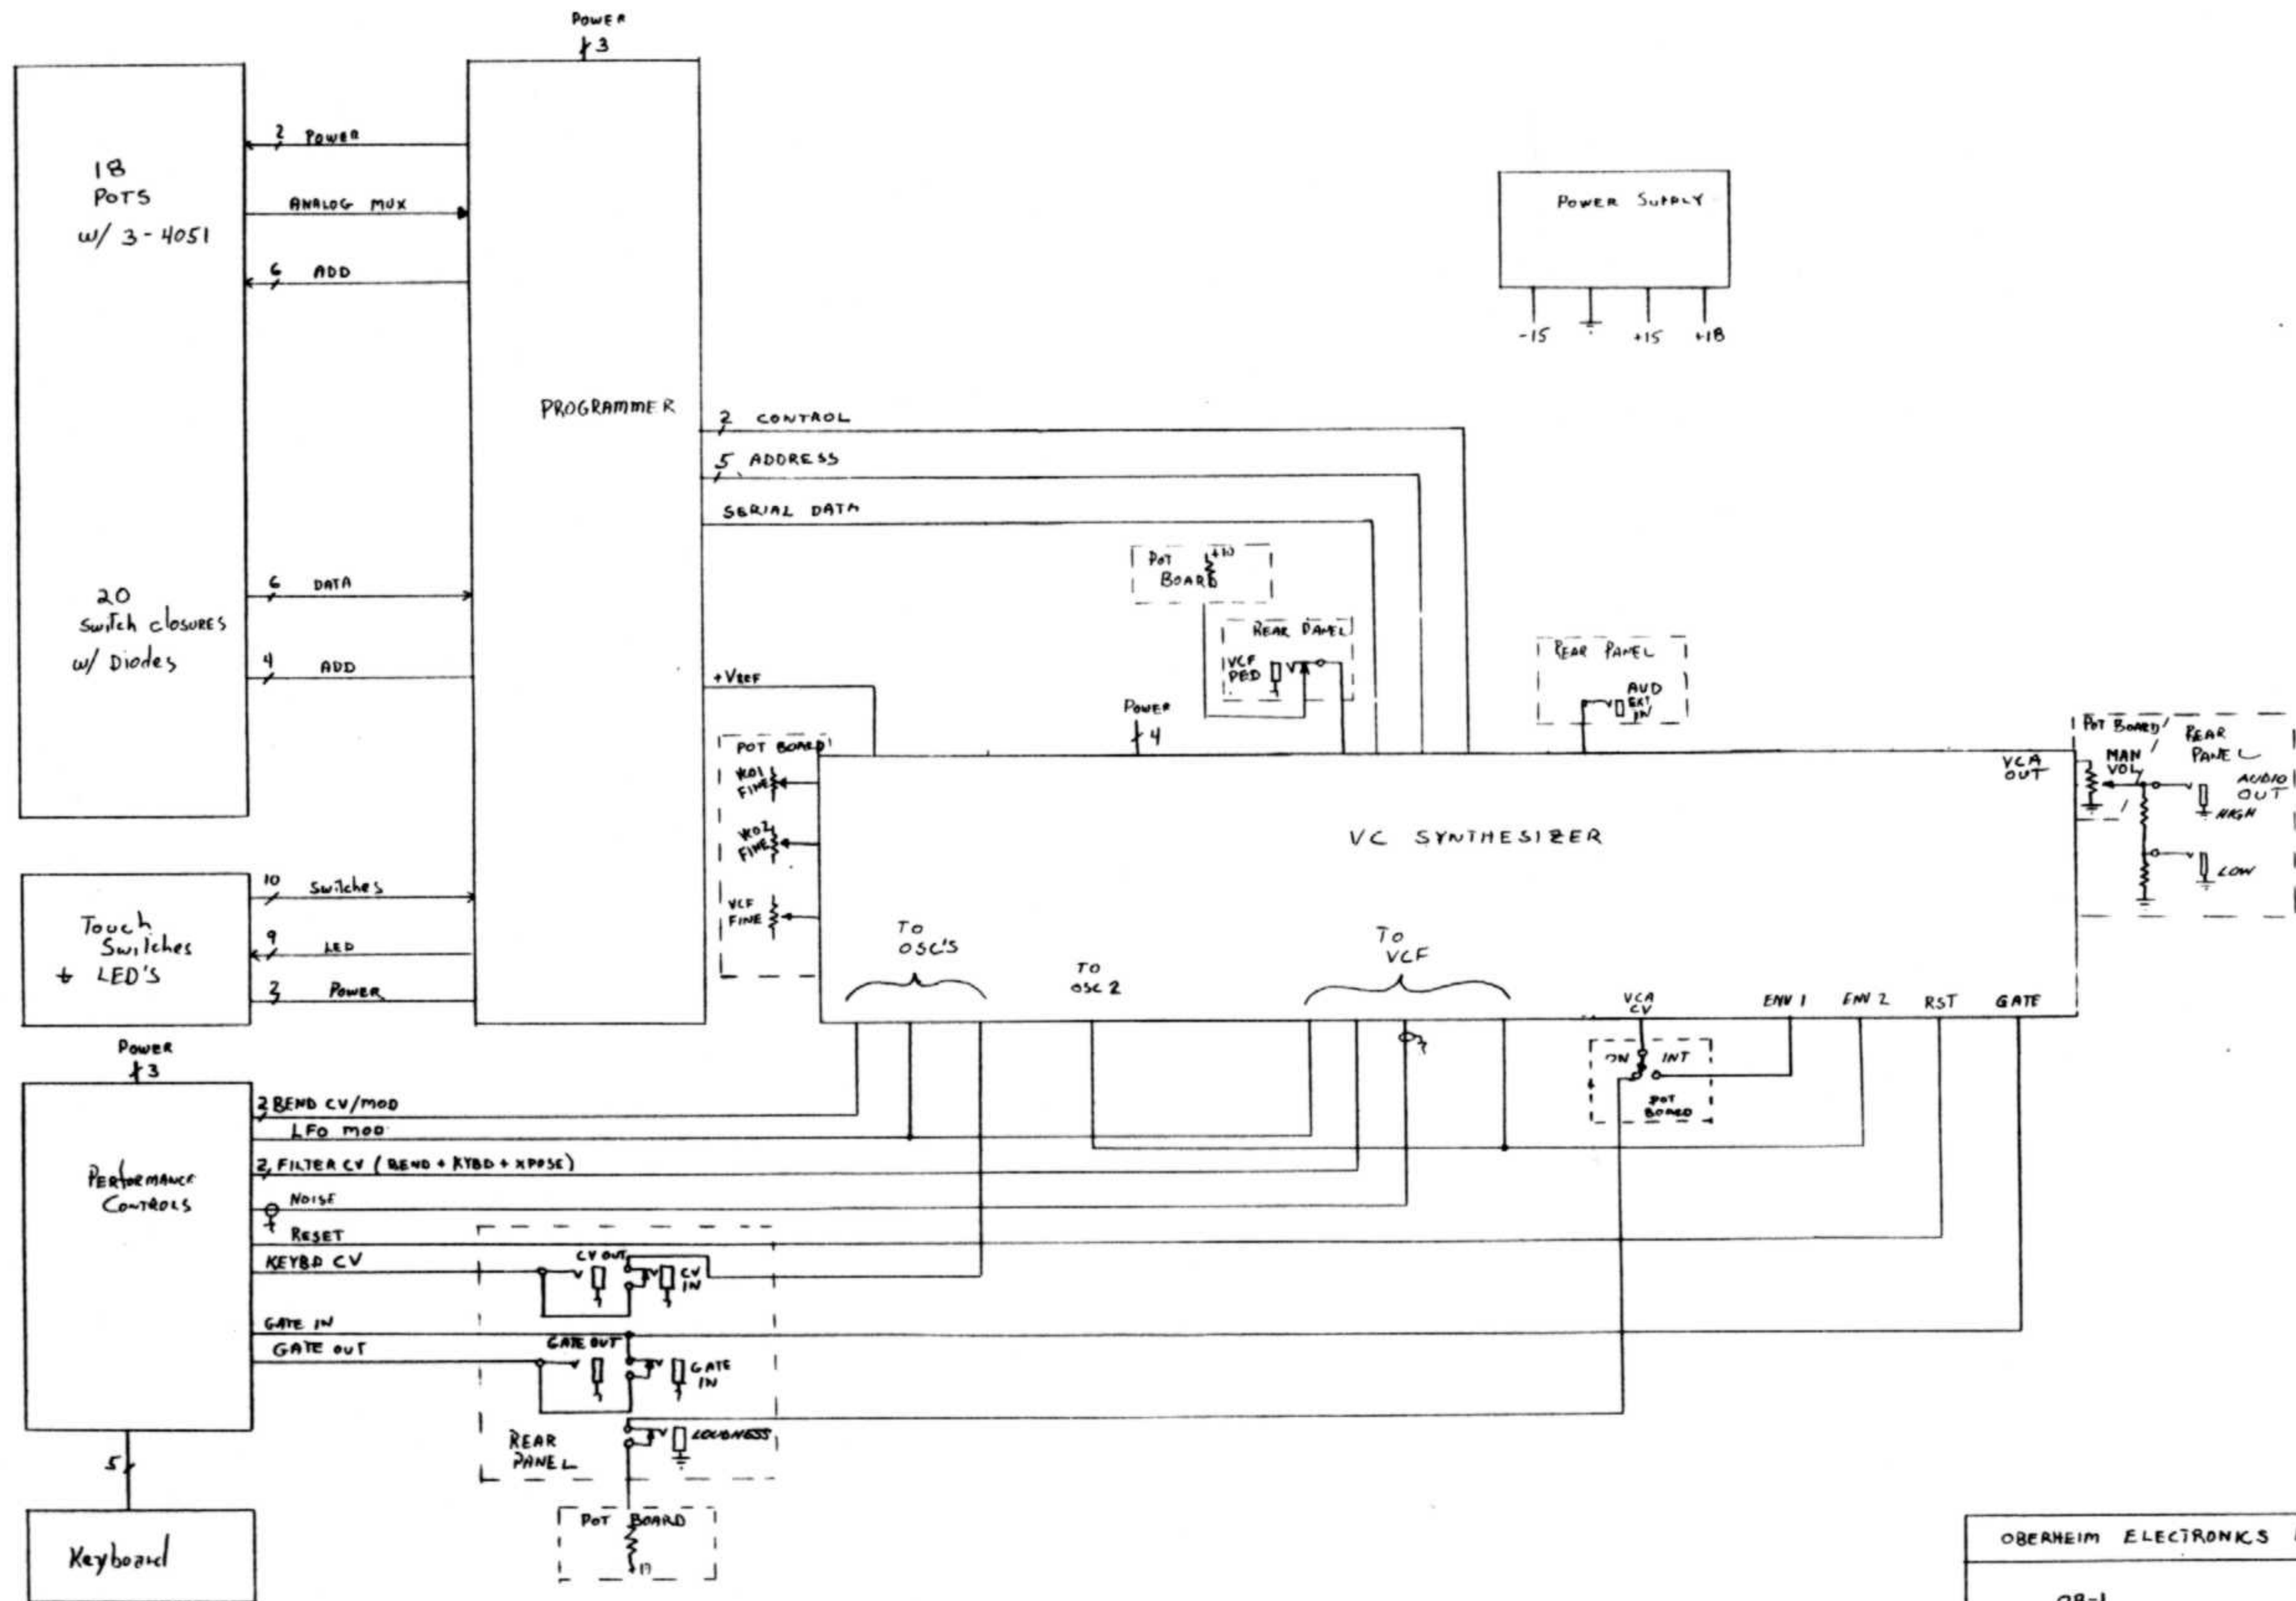 POWER
3
18
POTS
w/ 3-4051
2 POWER
ANALOG MUX
6 ADD
20
Switch closures
w/ Diodes
6 DATA
4 ADD
PROGRAMMER
2 CONTROL
5 ADDRESS
SERIAL DATA
+VREF
POWER SUPPLY
-15
+15
+18
POT
BOARD
+10
REAR PANEL
VCF
PED
POWER
4
REAR PANEL
AUD
EXT
IN
POT BOARD
VCO1
FINE
VCO2
FINE
VCF
FINE
VC SYNTHESIZER
VCA
OUT
POT BOARD
MAN
VOL
REAR
PANEL
AUDIO
OUT
HIGH
LOW
Touch
Switches
+ LED'S
10 Switches
9 LED
2 POWER
TO
OSC'S
TO
OSC 2
TO
VCF
VCA
CV
ENV 1
ENV 2
RST
GATE
ON
INT
POT
BOARD
POWER
3
PERFORMANCE
CONTROLS
2 BEND CV/MOD
LFO MOD
2 FILTER CV (BEND + KYBD + XPOSE)
NOISE
RESET
KEYBD CV
GATE IN
GATE OUT
CV OUT
CV
IN
GATE OUT
GATE
IN
LOUDNESS
REAR
PANEL
POT BOARD
5
Keyboard
OBERHEIM ELECTRONICS
OB-1